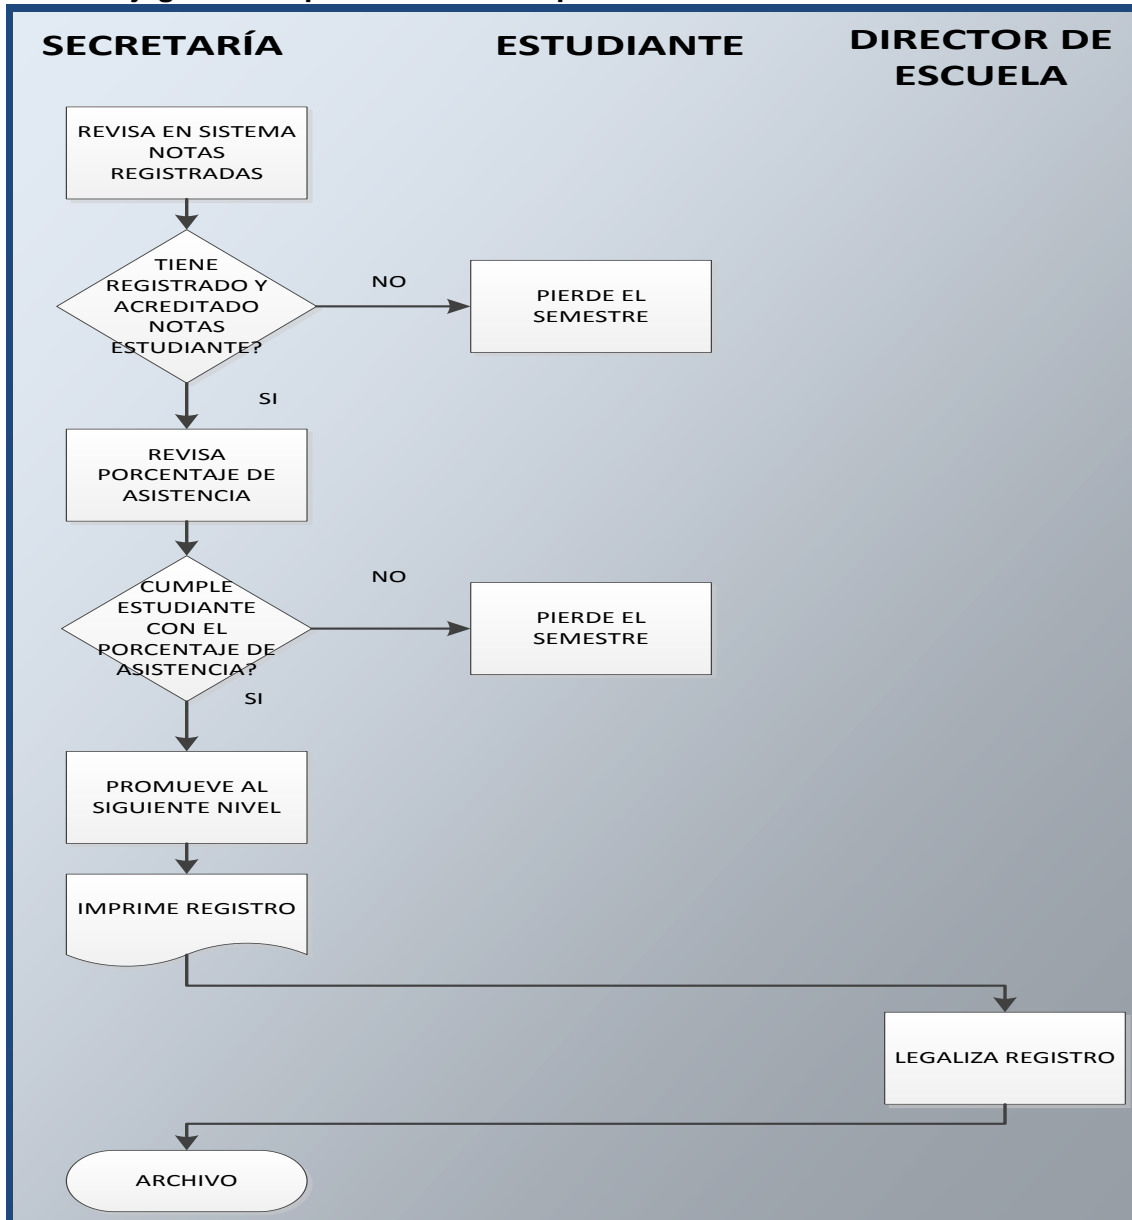 SECRETARÍA
ESTUDIANTE
DIRECTOR DE
ESCUELA
REVISA EN SISTEMA
NOTAS
REGISTRADAS
TIENE
REGISTRADO Y
ACREDITADO
NOTAS
ESTUDIANTE?
NO
PIERDE EL
SEMESTRE
SI
REVISA
PORCENTAJE DE
ASISTENCIA
CUMPLE
ESTUDIANTE
CON EL
PORCENTAJE DE
ASISTENCIA?
NO
PIERDE EL
SEMESTRE
SI
PROMUEVE AL
SIGUIENTE NIVEL
IMPRIME REGISTRO
LEGALIZA REGISTRO
ARCHIVO